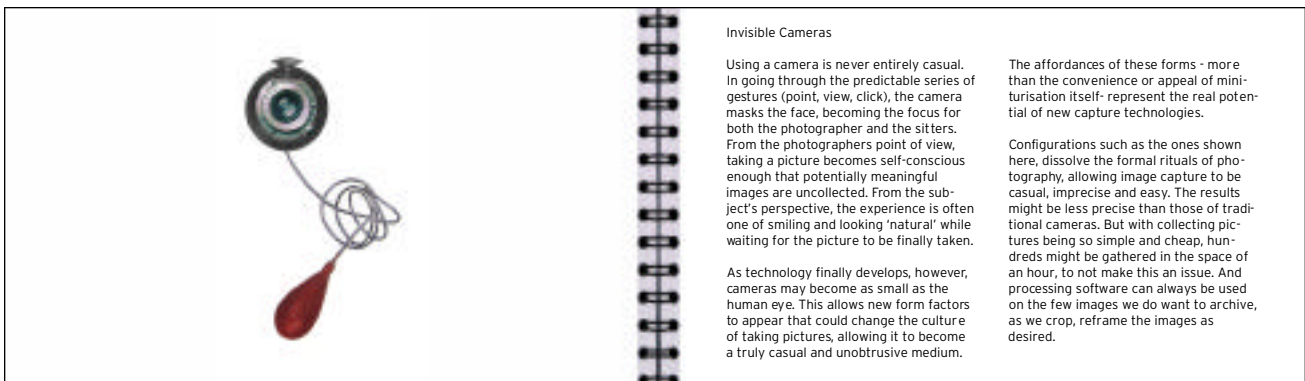 Invisible Cameras
Using a camera is never entirely casual.
In going through the predictable series of
gestures (point, view, click), the camera
masks the face, becoming the focus for
both the photographer and the sitters.
From the photographers point of view,
taking a picture becomes self-conscious
enough that potentially meaningful
images are uncollected. From the sub-
ject's perspective, the experience is often
one of smiling and looking 'natural' while
waiting for the picture to be finally taken.
As technology finally develops, however,
cameras may become as small as the
human eye. This allows new form factors
to appear that could change the culture
of taking pictures, allowing it to become
a truly casual and unobtrusive medium.
The affordances of these forms - more
than the convenience or appeal of mini-
turisation itself- represent the real poten-
tial of new capture technologies.
Configurations such as the ones shown
here, dissolve the formal rituals of pho-
tography, allowing image capture to be
casual, imprecise and easy. The results
might be less precise than those of tradi-
tional cameras. But with collecting pic-
tures being so simple and cheap, hun-
dreds might be gathered in the space of
an hour, to not make this an issue. And
processing software can always be used
on the few images we do want to archive,
as we crop, reframe the images as
desired.